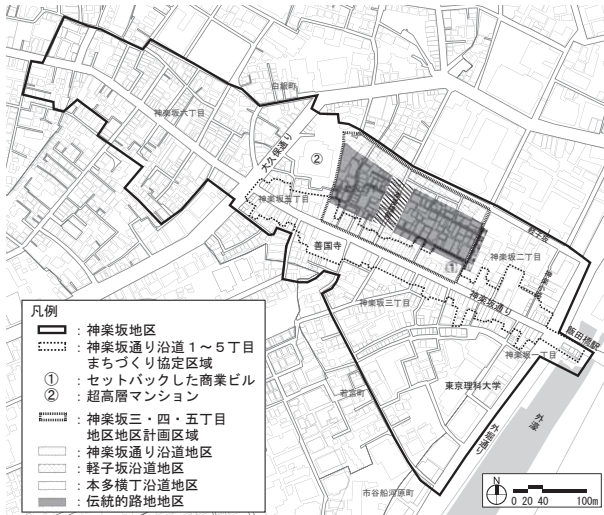 白銀町
神楽坂六丁目
大久保通り
②
神楽坂五丁目
軽子坂
善国寺
神楽坂二丁目
①
神楽小路
神楽坂通り
神楽坂三丁目
飯田橋駅
神楽坂一丁目
東京理科大学
若宮町
外堀通り
外濠
市谷船河原町
凡例
：神楽坂地区
：神楽坂通り沿道１～５丁目
まちづくり協定区域
①：セットバックした商業ビル
②：超高層マンション
：神楽坂三・四・五丁目
地区地区計画区域
：神楽坂通り沿道地区
：軽子坂沿道地区
：本多横丁沿道地区
：伝統的路地地区
N
0 20 40 100m